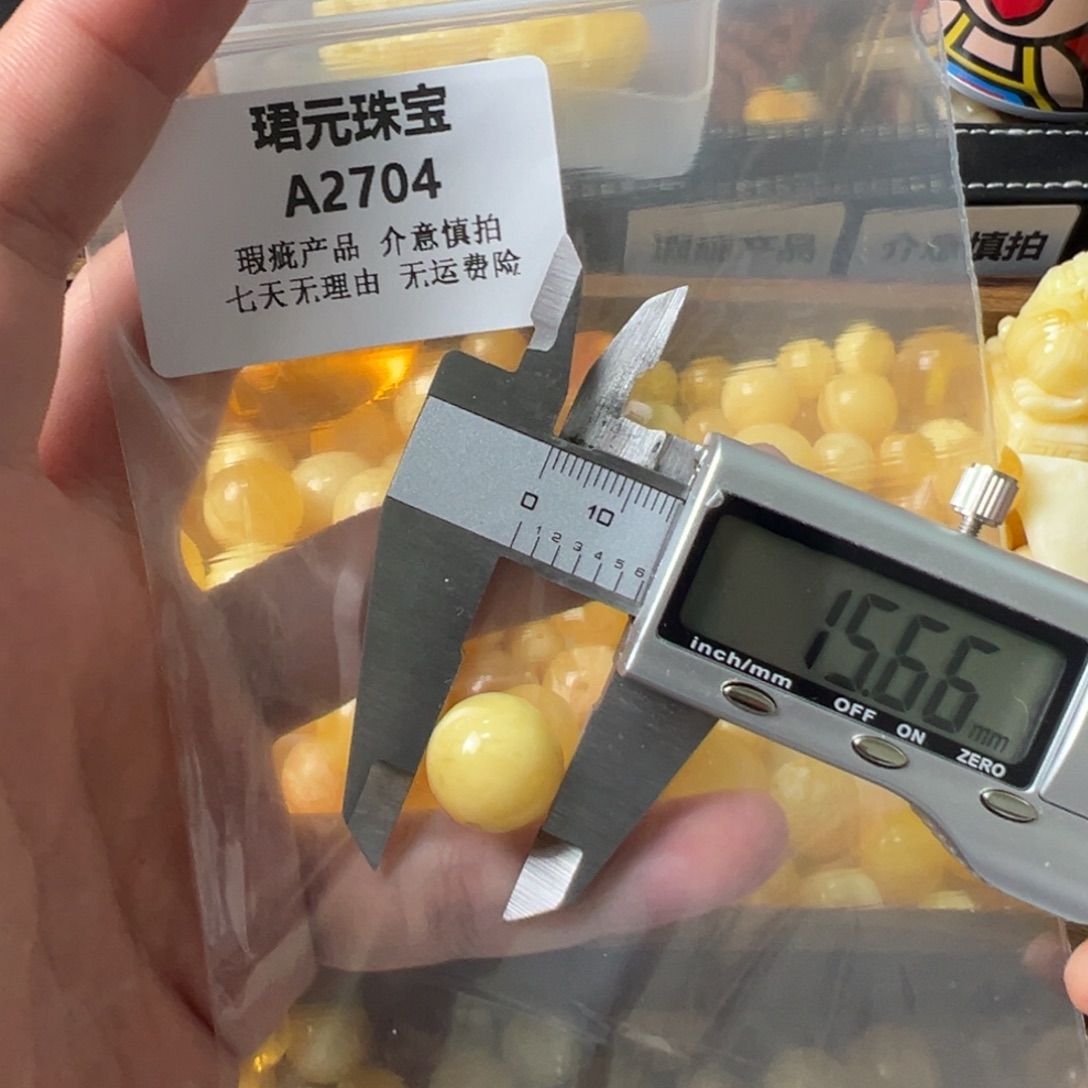 珺元珠宝
A2704
瑕疵产品 介意慎拍
七天无理由 无运费险
瑕疵产品 介意慎拍
0 10
1 2 3 4 5 6
15.66 mm
inch/mm
OFF ON
ZERO